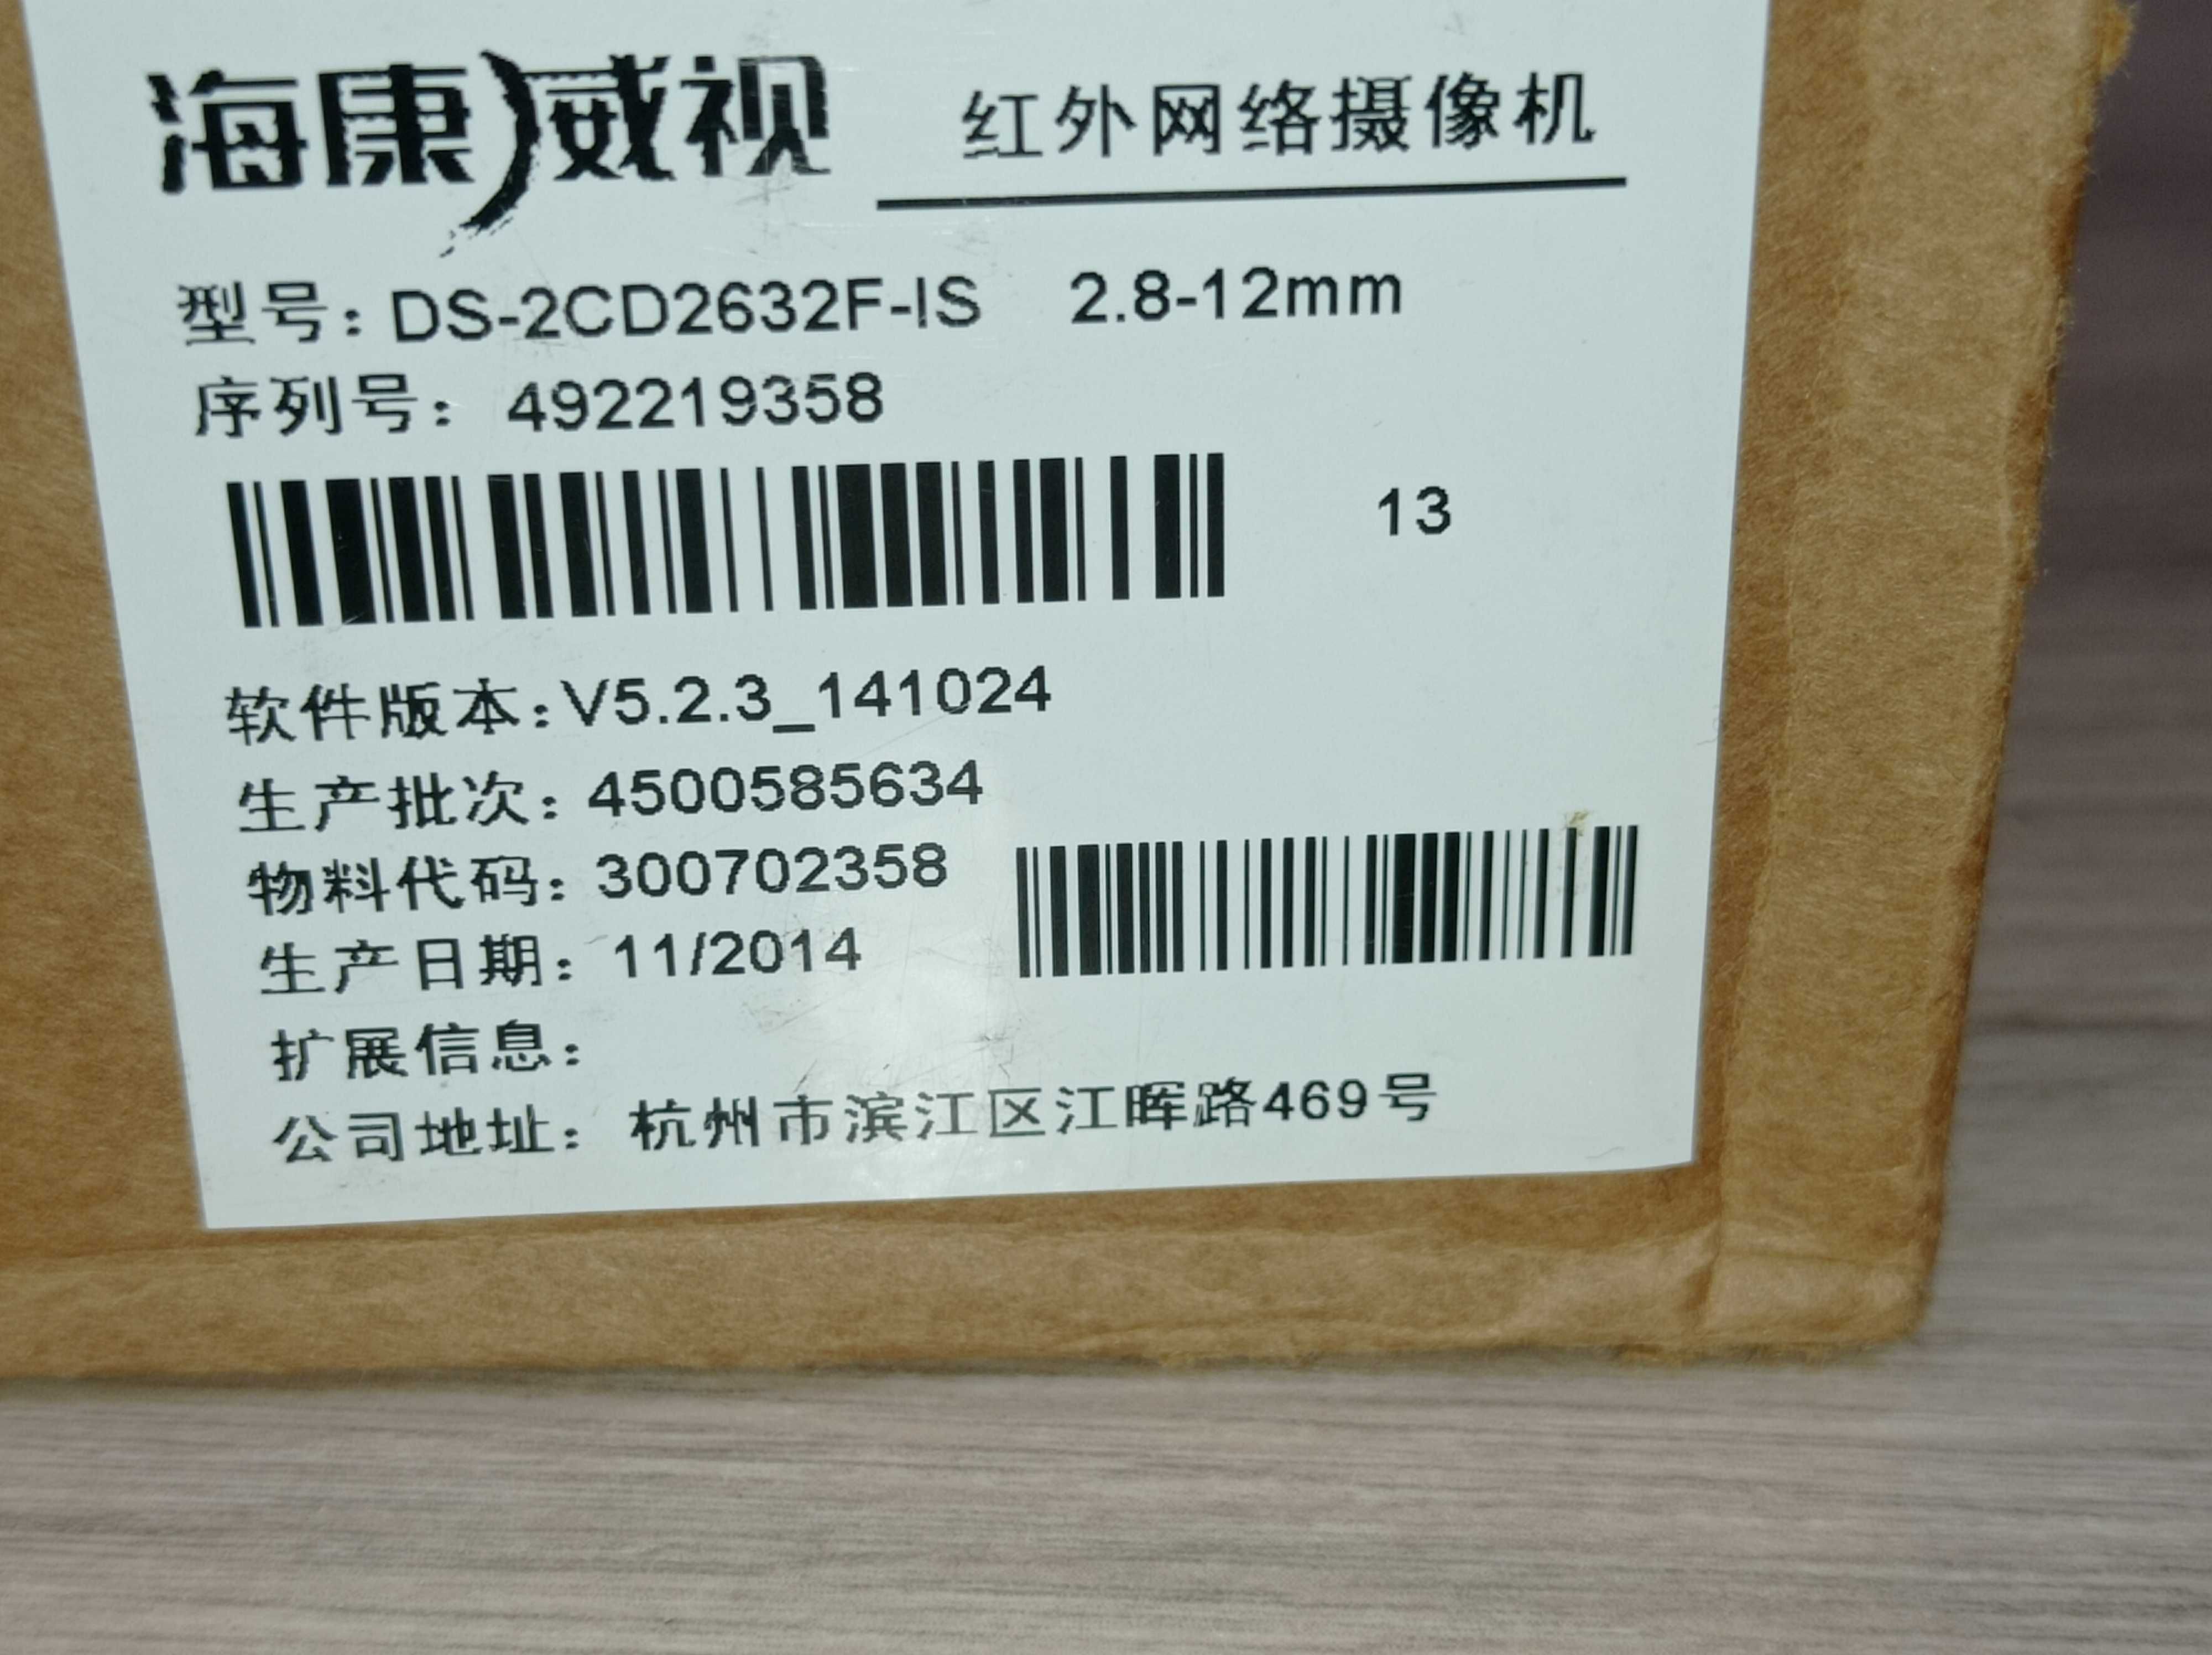 海康威视 红外网络摄像机
型号: DS-2CD2632F-IS 2.8-12mm
序列号: 492219358
13
软件版本:V5.2.3_141024
生产批次: 4500585634
物料代码: 300702358
生产日期: 11/2014
扩展信息:
公司地址: 杭州市滨江区江晖路469号